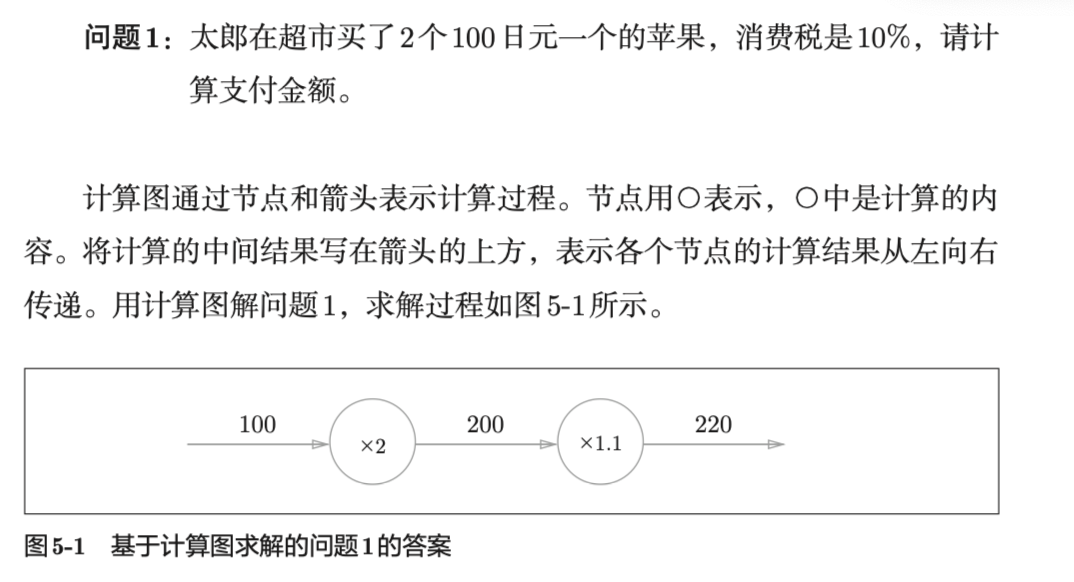 问题1：太郎在超市买了2个100日元一个的苹果，消费税是10%，请计
算支付金额。
计算图通过节点和箭头表示计算过程。节点用○表示，○中是计算的内
容。将计算的中间结果写在箭头的上方，表示各个节点的计算结果从左向右
传递。用计算图解问题1，求解过程如图5-1所示。
100 ×2 200 ×1.1 220
图5-1 基于计算图求解的问题1的答案